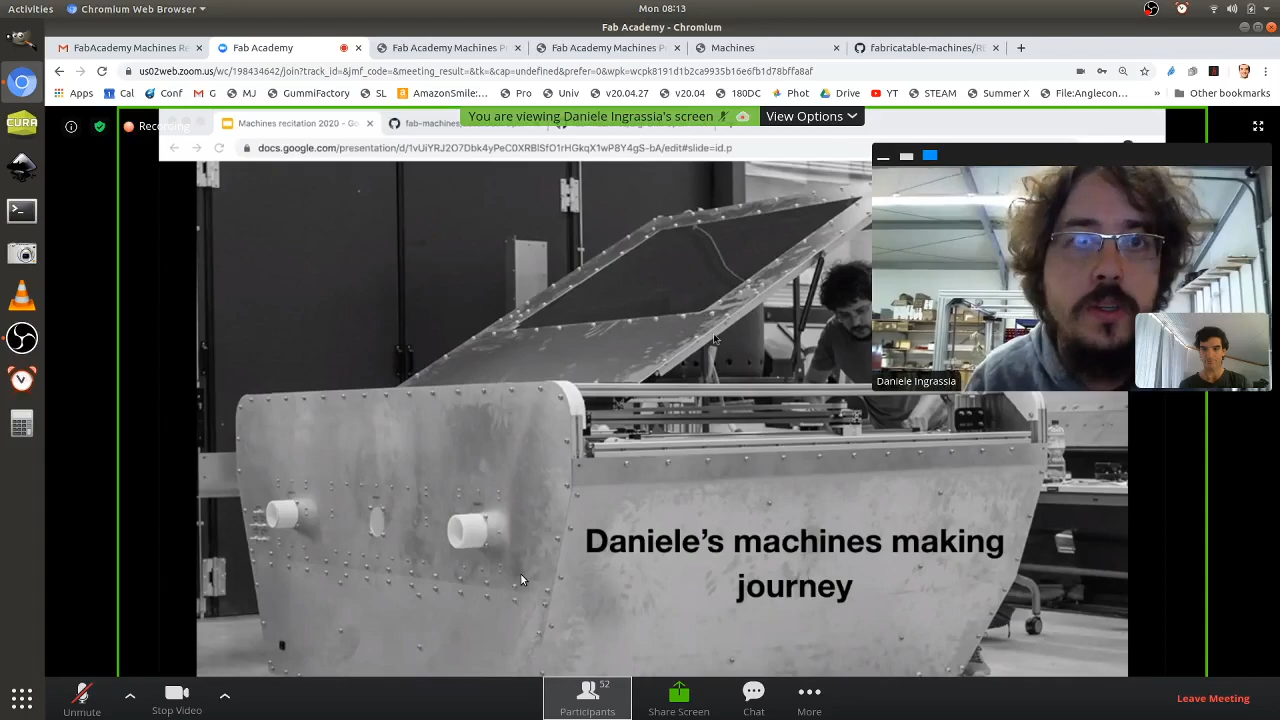 Activities
Chromium Web Browser
Mon 08:13
Fab Academy - Chromium
FabAcademy Machines Re
Fab Academy
Fab Academy Machines P
Fab Academy Machines P
Machines
fabricatable-machines/RE
us02web.zoom.us/wc/198434642/join?track_id=&jmf_code=&meeting_result=&tk=&cap=undefined&prefer=0&wpk=wcpk8191d1b2ca9935b16e6fb1d78bffa8af
Apps Cal Conf G MJ GummiFactory SL AmazonSmile:... Pro Univ v20.04.27 v20.04 180DC Phot Drive YT STEAM Summer X File:Anglecon... » Other bookmarks
Recording
You are viewing Daniele Ingrassia's screen
View Options
Machines recitation 2020 - Go
fab-machines
docs.google.com/presentation/d/1vUiYRJ2O7Dbk4yPeC0XRBlSfO1rHGkqX1wP8Y4gS-bA/edit#slide=id.p
CURA
Daniele Ingrassia
Daniele's machines making
journey
Unmute
Stop Video
52
Participants
Share Screen
Chat
More
Leave Meeting